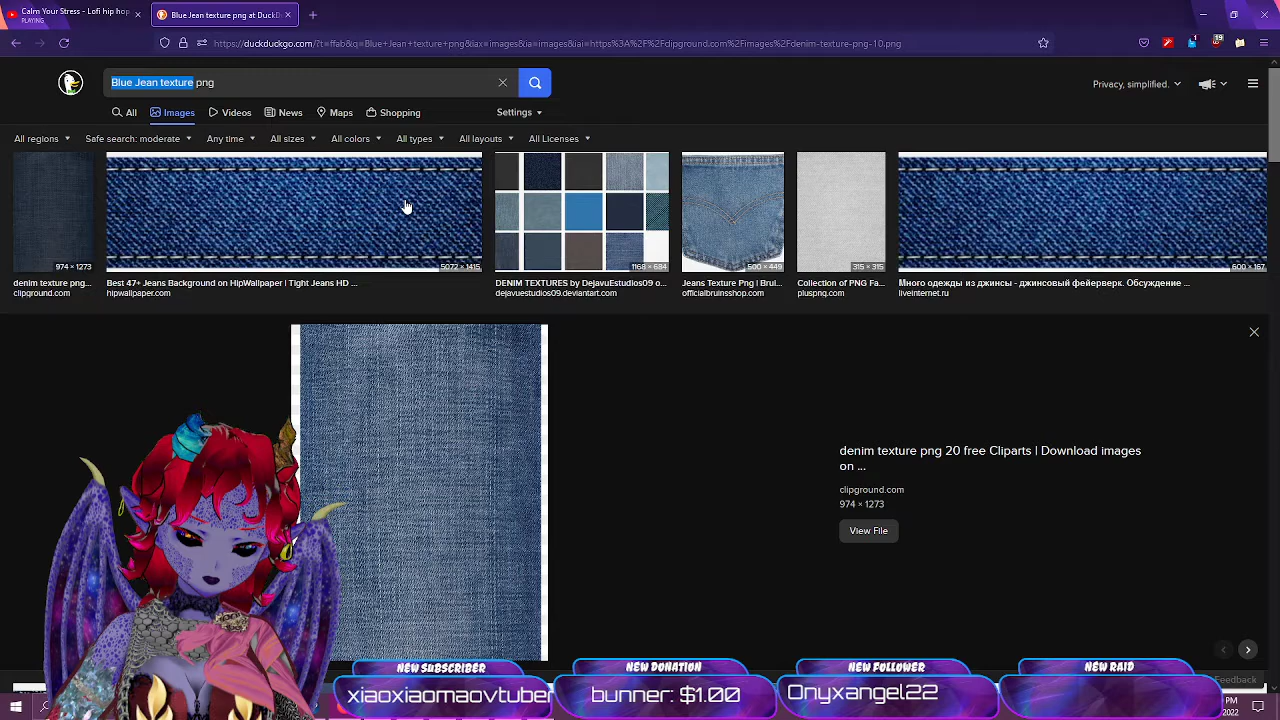 Calm Your Stress - Lofi hip hop
PLAYING
Blue Jean texture png at DuckD
https://duckduckgo.com/?t=ffab&q=Blue+Jean+texture+png&iax=images&ia=images&iai=https%3A%2F%2Fclipground.com%2Fimages%2Fdenim-texture-png-10.png
Blue Jean texture png
Privacy, simplified.
All
Images
Videos
News
Maps
Shopping
Settings
All regions
Safe search: moderate
Any time
All sizes
All colors
All types
All layouts
All Licenses
974 × 1273
5072 × 1415
1168 × 684
500 × 449
315 × 315
600 × 167
denim texture png...
clipground.com
Best 47+ Jeans Background on HipWallpaper | Tight Jeans HD ...
hipwallpaper.com
DENIM TEXTURES by DejavuEstudios09 o...
dejavuestudios09.deviantart.com
Jeans Texture Png | Brui...
officialbruinsshop.com
Collection of PNG Fa...
pluspng.com
Много одежды из джинсы - джинсовый фейерверк. Обсуждение ...
liveinternet.ru
denim texture png 20 free Cliparts | Download images
on ...
clipground.com
974 × 1273
View File
Feedback
NEW SUBSCRIBER
xiaoxiaomaovtuber
NEW DONATION
bunner: $1.00
NEW FOLLOWER
Onyxangel22
NEW RAID
PM
2022